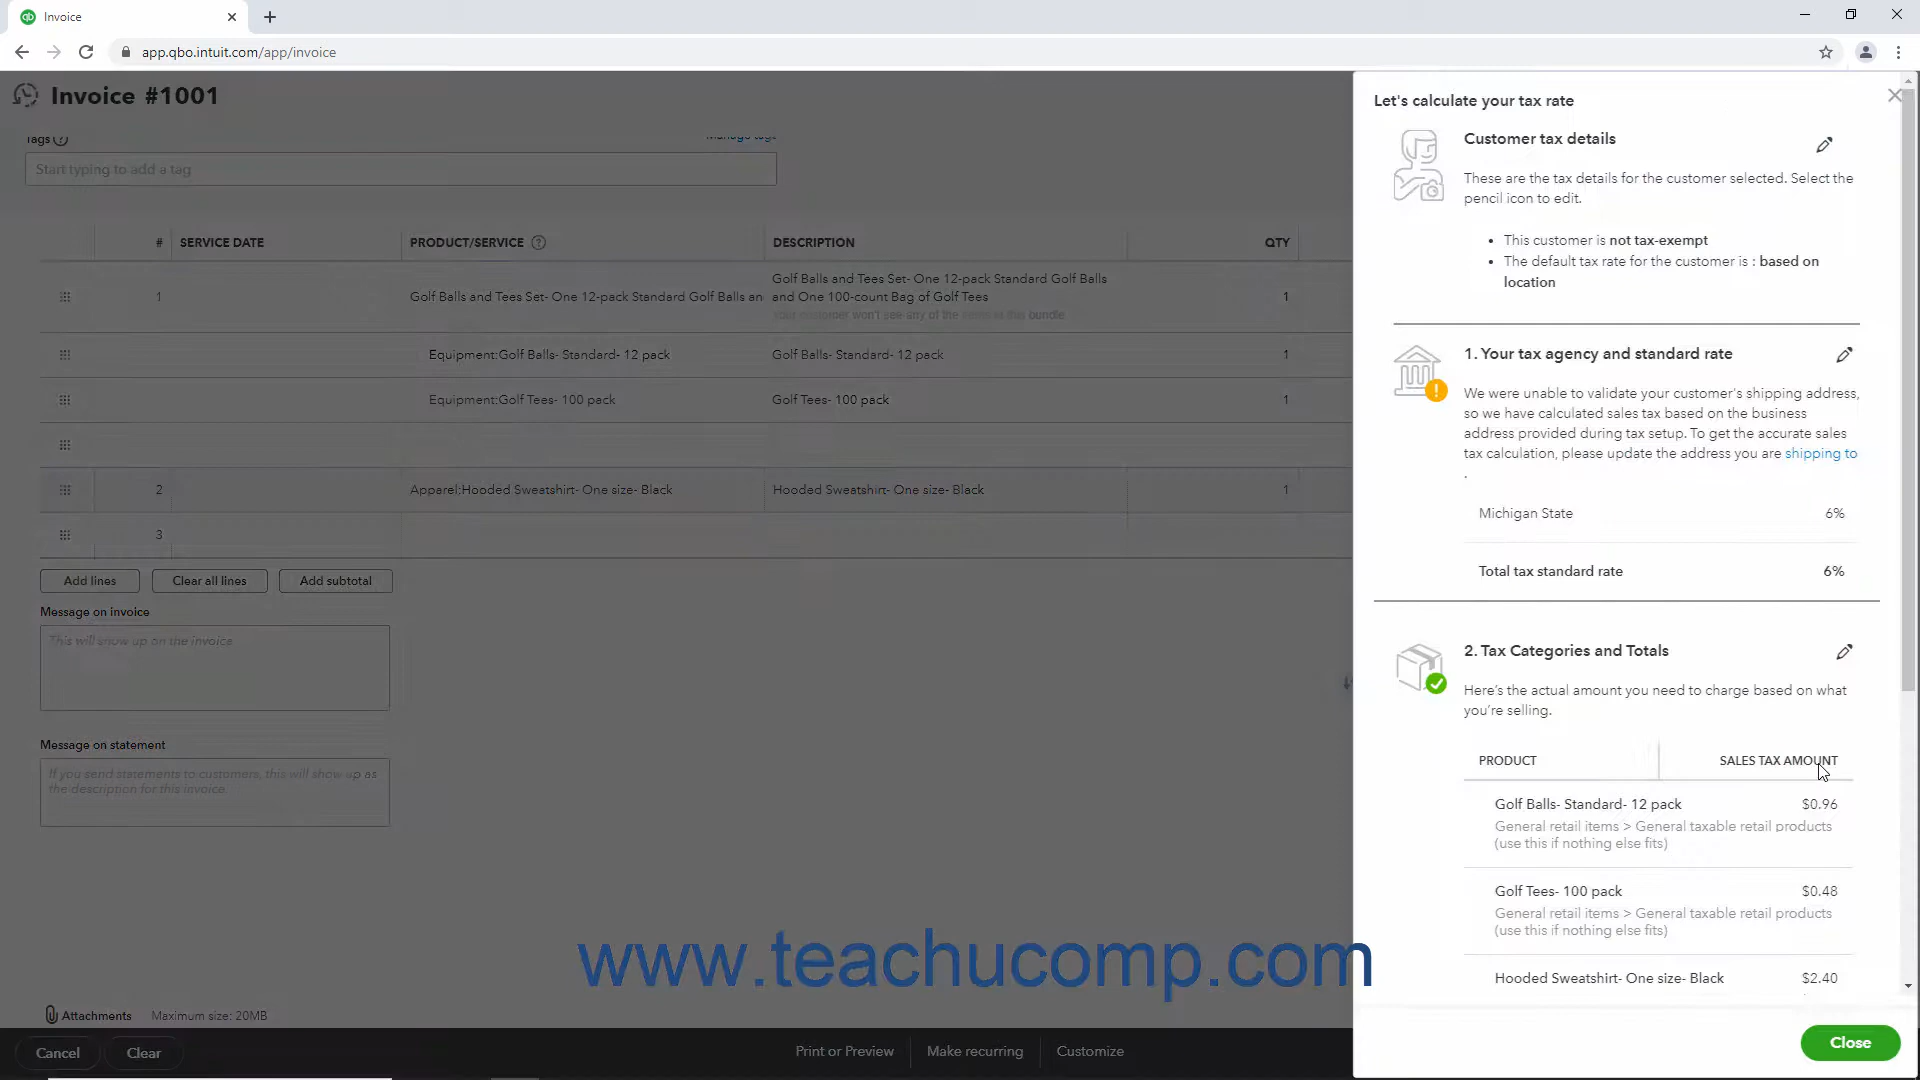 Invoice
app.qbo.intuit.com/app/invoice
Invoice #1001
Tags
Manage tags
Start typing to add a tag
# SERVICE DATE PRODUCT/SERVICE DESCRIPTION QTY
1 Golf Balls and Tees Set- One 12-pack Standard Golf Balls an Golf Balls and Tees Set- One 12-pack Standard Golf Balls 1
and One 100-count Bag of Golf Tees
Your customer won't see any of the items in this bundle
Equipment:Golf Balls- Standard- 12 pack Golf Balls- Standard- 12 pack 1
Equipment:Golf Tees- 100 pack Golf Tees- 100 pack 1
2 Apparel:Hooded Sweatshirt- One size- Black Hooded Sweatshirt- One size- Black 1
3
Add lines Clear all lines Add subtotal
Message on invoice
This will show up on the invoice.
Message on statement
If you send statements to customers, this will show up as
the description for this invoice.
Attachments Maximum size: 20MB
Cancel Clear Print or Preview Make recurring Customize
Let's calculate your tax rate
Customer tax details
These are the tax details for the customer selected. Select the
pencil icon to edit.
• This customer is not tax-exempt
• The default tax rate for the customer is : based on
location
1. Your tax agency and standard rate
We were unable to validate your customer's shipping address,
so we have calculated sales tax based on the business
address provided during tax setup. To get the accurate sales
tax calculation, please update the address you are shipping to
.
Michigan State 6%
Total tax standard rate 6%
2. Tax Categories and Totals
Here's the actual amount you need to charge based on what
you're selling.
PRODUCT SALES TAX AMOUNT
Golf Balls- Standard- 12 pack $0.96
General retail items > General taxable retail products
(use this if nothing else fits)
Golf Tees- 100 pack $0.48
General retail items > General taxable retail products
(use this if nothing else fits)
Hooded Sweatshirt- One size- Black $2.40
Close
www.teachucomp.com